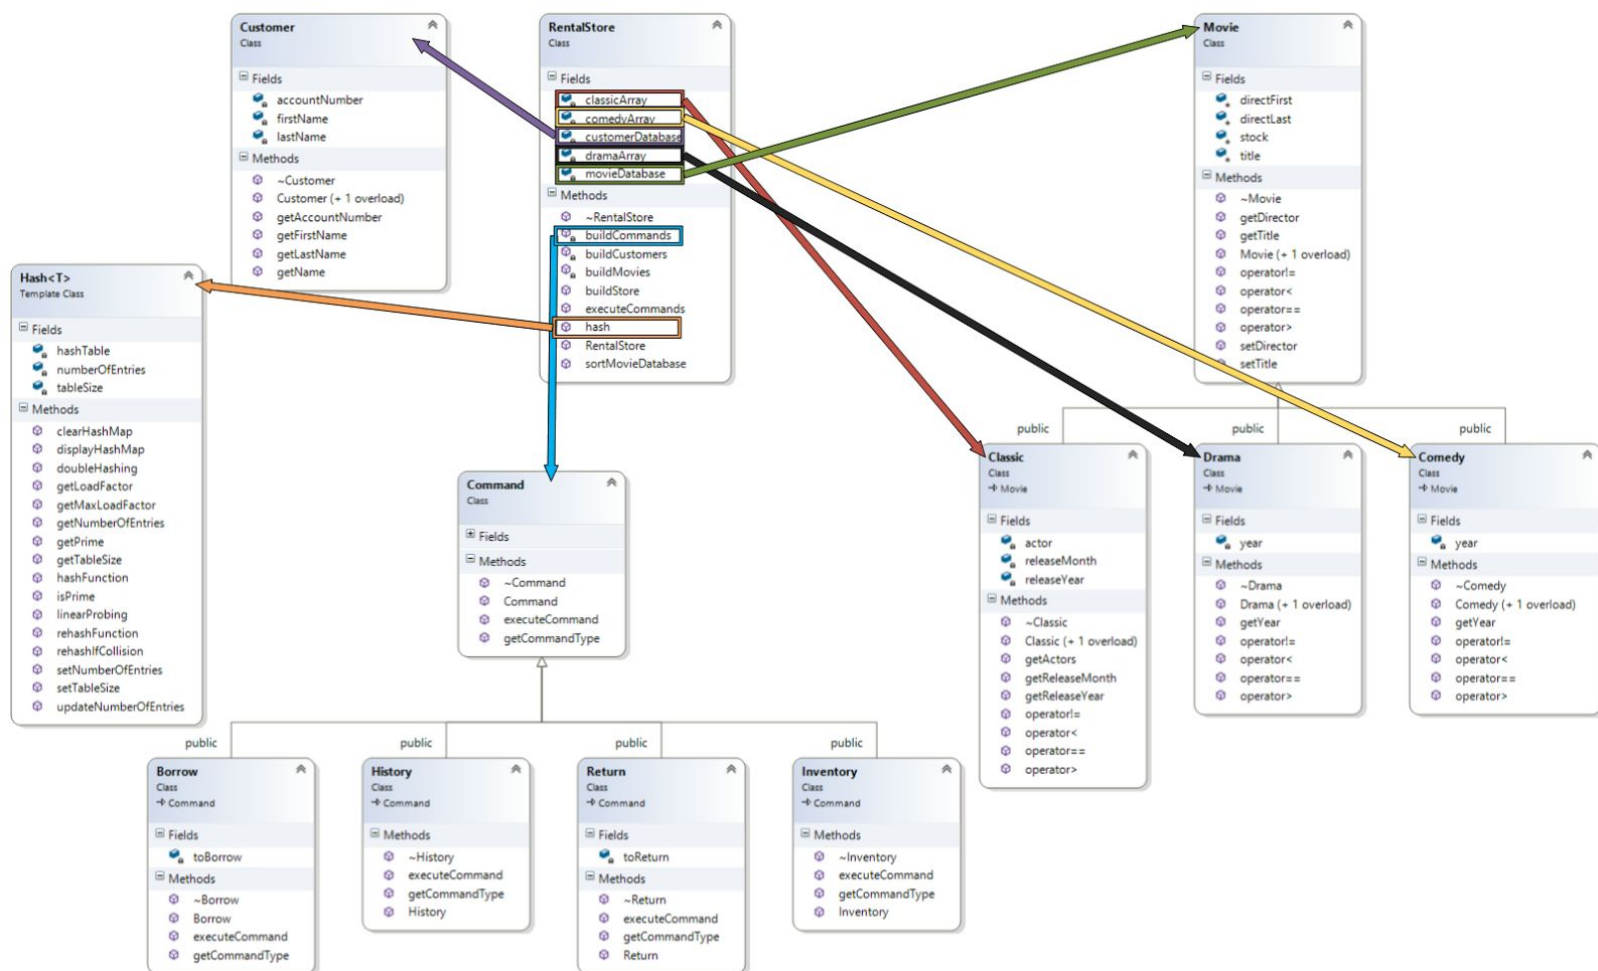 Customer
Class
Fields
accountNumber
firstName
lastName
Methods
~Customer
Customer (+ 1 overload)
getAccountNumber
getFirstName
getLastName
getName
RentalStore
Class
Fields
classicArray
comedyArray
customerDatabase
dramaArray
movieDatabase
Methods
~RentalStore
buildCommands
buildCustomers
buildMovies
buildStore
executeCommands
hash
RentalStore
sortMovieDatabase
Movie
Class
Fields
directFirst
directLast
stock
title
Methods
~Movie
getDirector
getTitle
Movie (+ 1 overload)
operator!=
operator<
operator==
operator>
setDirector
setTitle
Hash<T>
Template Class
Fields
hashTable
numberOfEntries
tableSize
Methods
clearHashMap
displayHashMap
doubleHashing
getLoadFactor
getMaxLoadFactor
getNumberOfEntries
getPrime
getTableSize
hashFunction
isPrime
linearProbing
rehashFunction
rehashIfCollision
setNumberOfEntries
setTableSize
updateNumberOfEntries
Command
Class
Fields
Methods
~Command
Command
executeCommand
getCommandType
public
public
public
Classic
Class
Movie
Fields
actor
releaseMonth
releaseYear
Methods
~Classic
Classic (+ 1 overload)
getActors
getReleaseMonth
getReleaseYear
operator!=
operator<
operator==
operator>
Drama
Class
Movie
Fields
year
Methods
~Drama
Drama (+ 1 overload)
getYear
operator!=
operator<
operator==
operator>
Comedy
Class
Movie
Fields
year
Methods
~Comedy
Comedy (+ 1 overload)
getYear
operator!=
operator<
operator==
operator>
public
public
public
public
Borrow
Class
Command
Fields
toBorrow
Methods
~Borrow
Borrow
executeCommand
getCommandType
History
Class
Command
Methods
~History
executeCommand
getCommandType
History
Return
Class
Command
Fields
toReturn
Methods
~Return
executeCommand
getCommandType
Return
Inventory
Class
Command
Methods
~Inventory
executeCommand
getCommandType
Inventory